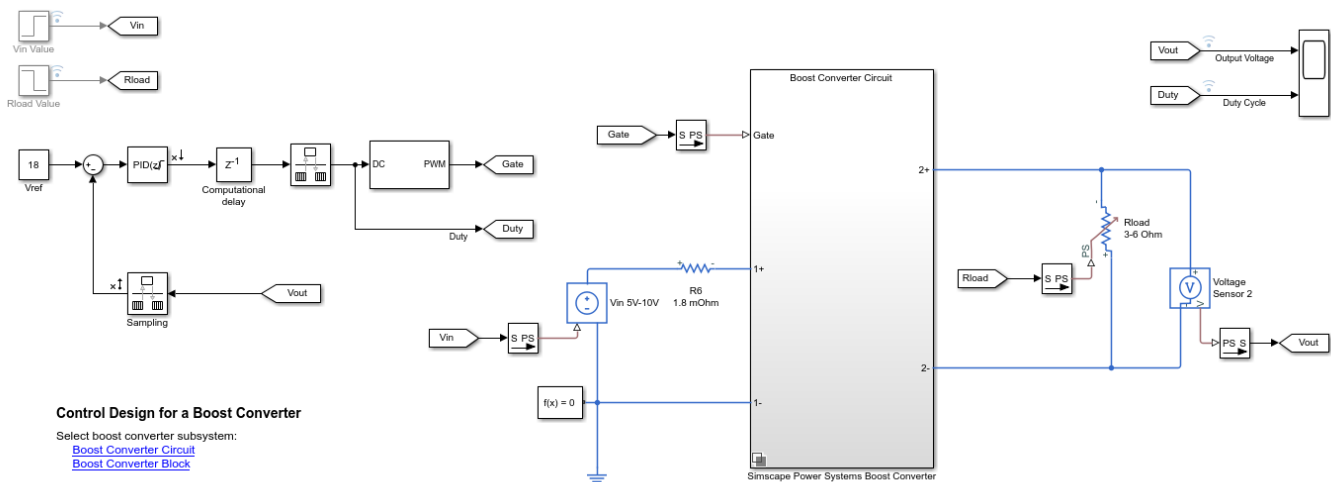 Vin
Vin Value
Rload
Rload Value
18
Vref
+
-
PID(z)
Z-1
Computational
delay
DC
PWM
Gate
Duty
Duty
Sampling
Vout
Control Design for a Boost Converter
Select boost converter subsystem:
Boost Converter Circuit
Boost Converter Block
Gate
S PS
Vin
S PS
+
-
Vin 5V-10V
+
-
R6
1.8 mOhm
f(x) = 0
Boost Converter Circuit
Gate
1+
1-
2+
2-
Simscape Power Systems Boost Converter
Rload
S PS
PS
-
+
Rload
3-6 Ohm
+
V
-
V
Voltage
Sensor 2
PS S
Vout
Vout
Output Voltage
Duty
Duty Cycle